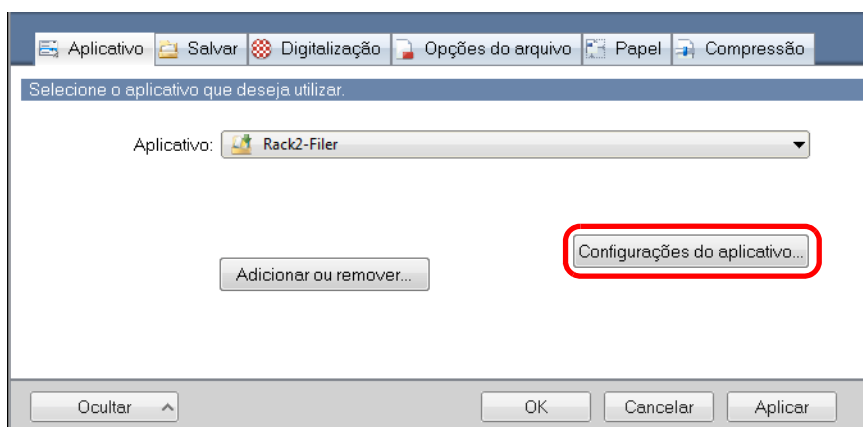 Aplicativo Salvar Digitalização Opções do arquivo Papel Compressão
Selecione o aplicativo que deseja utilizar.
Aplicativo: Rack2-Filer
Configurações do aplicativo...
Adicionar ou remover...
Ocultar OK Cancelar Aplicar